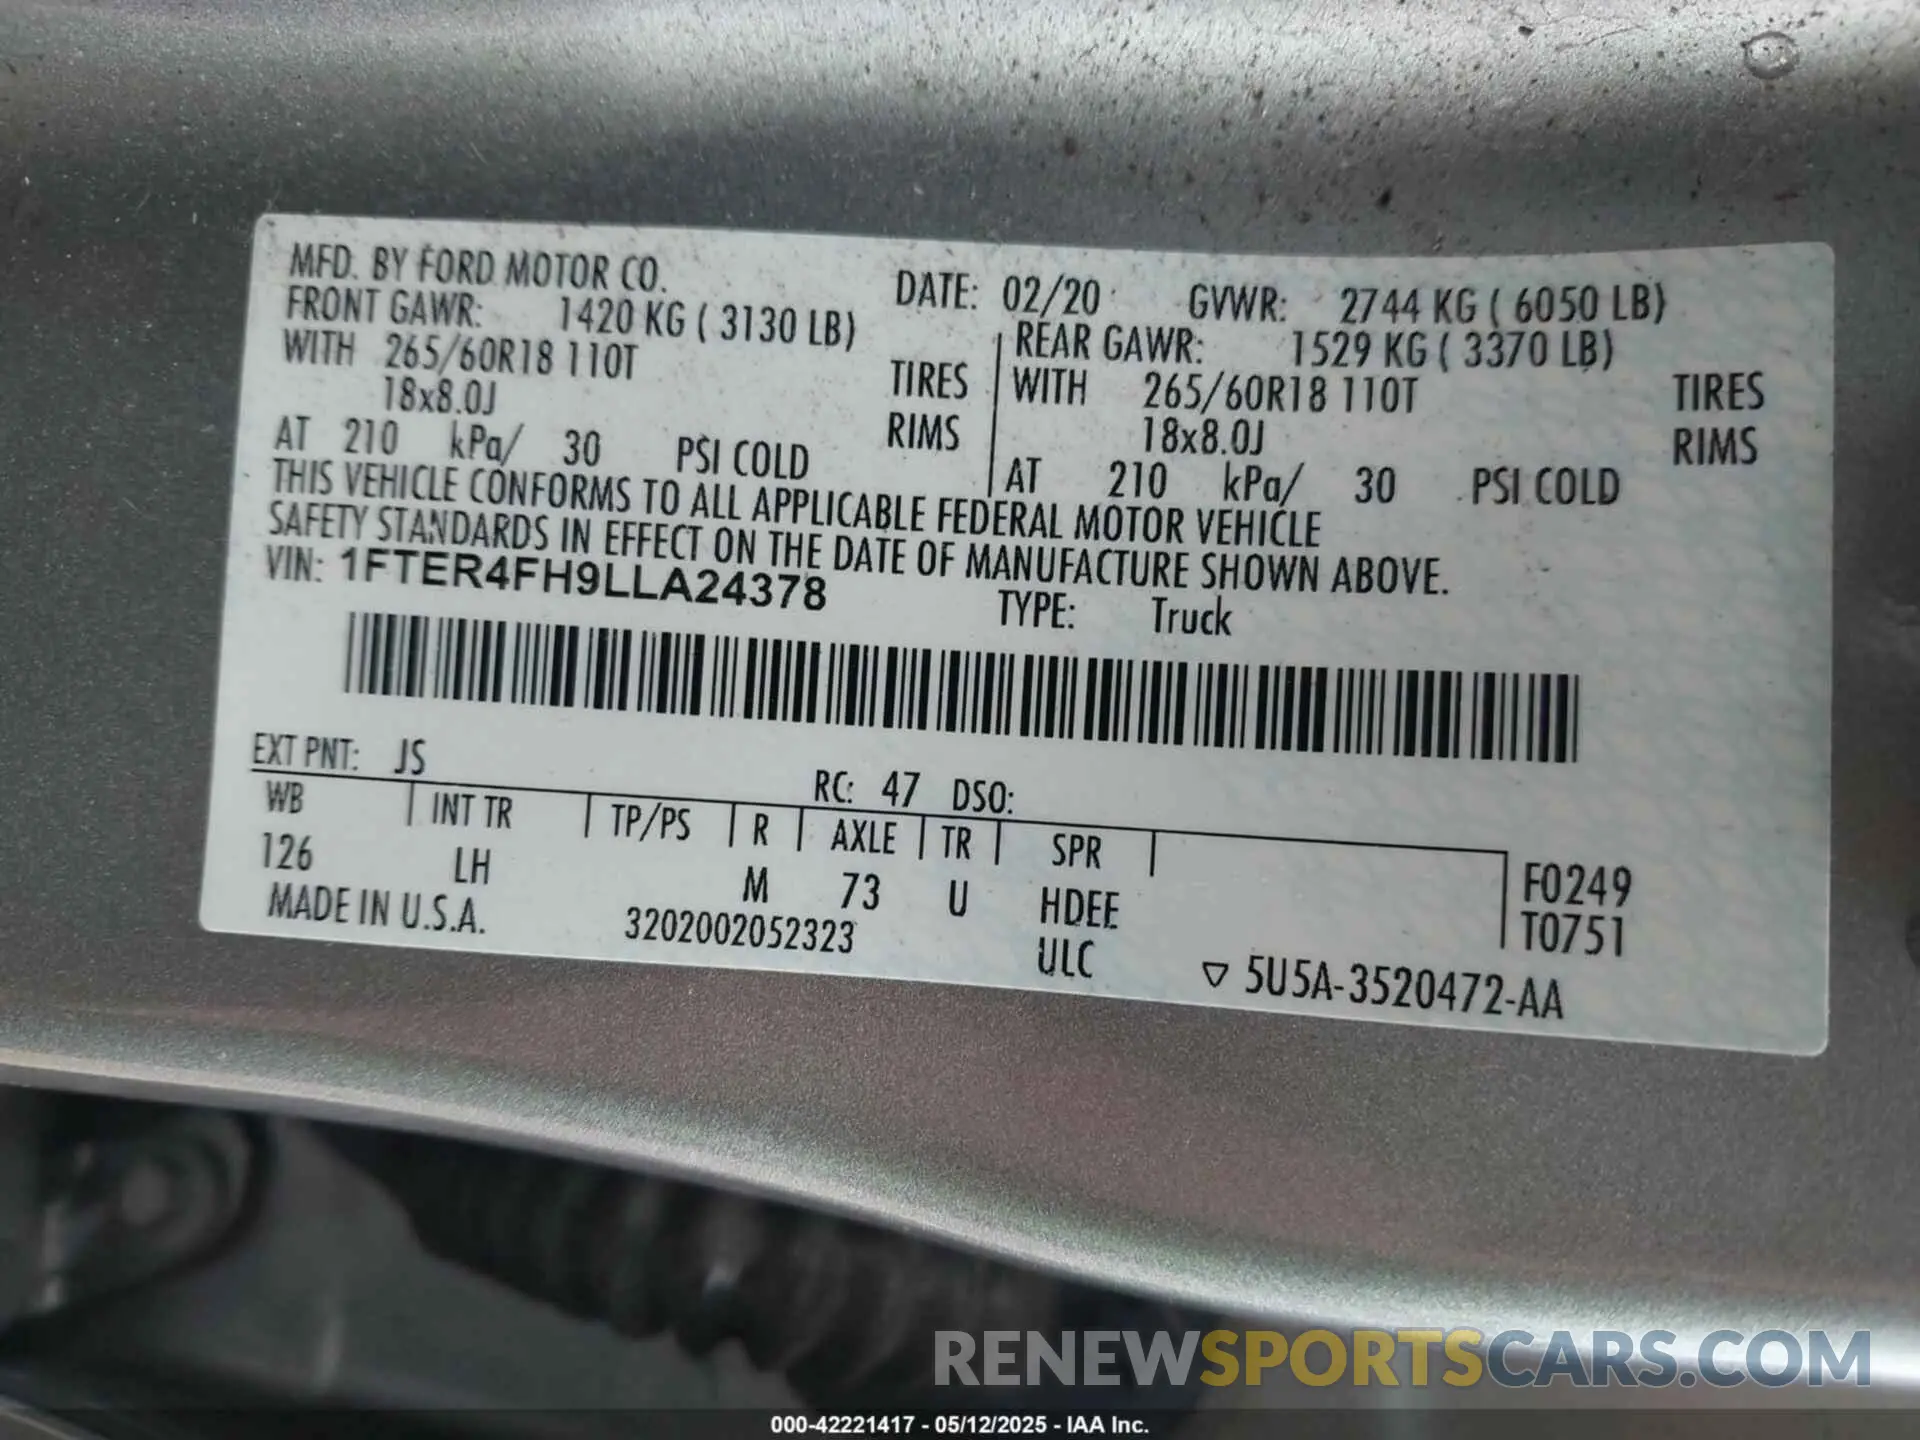 MFD. BY FORD MOTOR CO. DATE: 02/20 GVWR: 2744 KG ( 6050 LB)
FRONT GAWR: 1420 KG ( 3130 LB) REAR GAWR: 1529 KG ( 3370 LB)
WITH 265/60R18 110T TIRES WITH 265/60R18 110T TIRES
18x8.0J RIMS 18x8.0J RIMS
AT 210 kPa/ 30 PSI COLD AT 210 kPa/ 30 PSI COLD
THIS VEHICLE CONFORMS TO ALL APPLICABLE FEDERAL MOTOR VEHICLE
SAFETY STANDARDS IN EFFECT ON THE DATE OF MANUFACTURE SHOWN ABOVE.
VIN: 1FTER4FH9LLA24378 TYPE: Truck
EXT PNT: JS RC: 47 DSO:
WB INT TR TP/PS R AXLE TR SPR
126 LH M 73 U HDEE F0249
MADE IN U.S.A. 3202002052323 ULC T0751
▽ 5U5A-3520472-AA
RENEWSPORTSCARS.COM
000-42221417 - 05/12/2025 - IAA Inc.